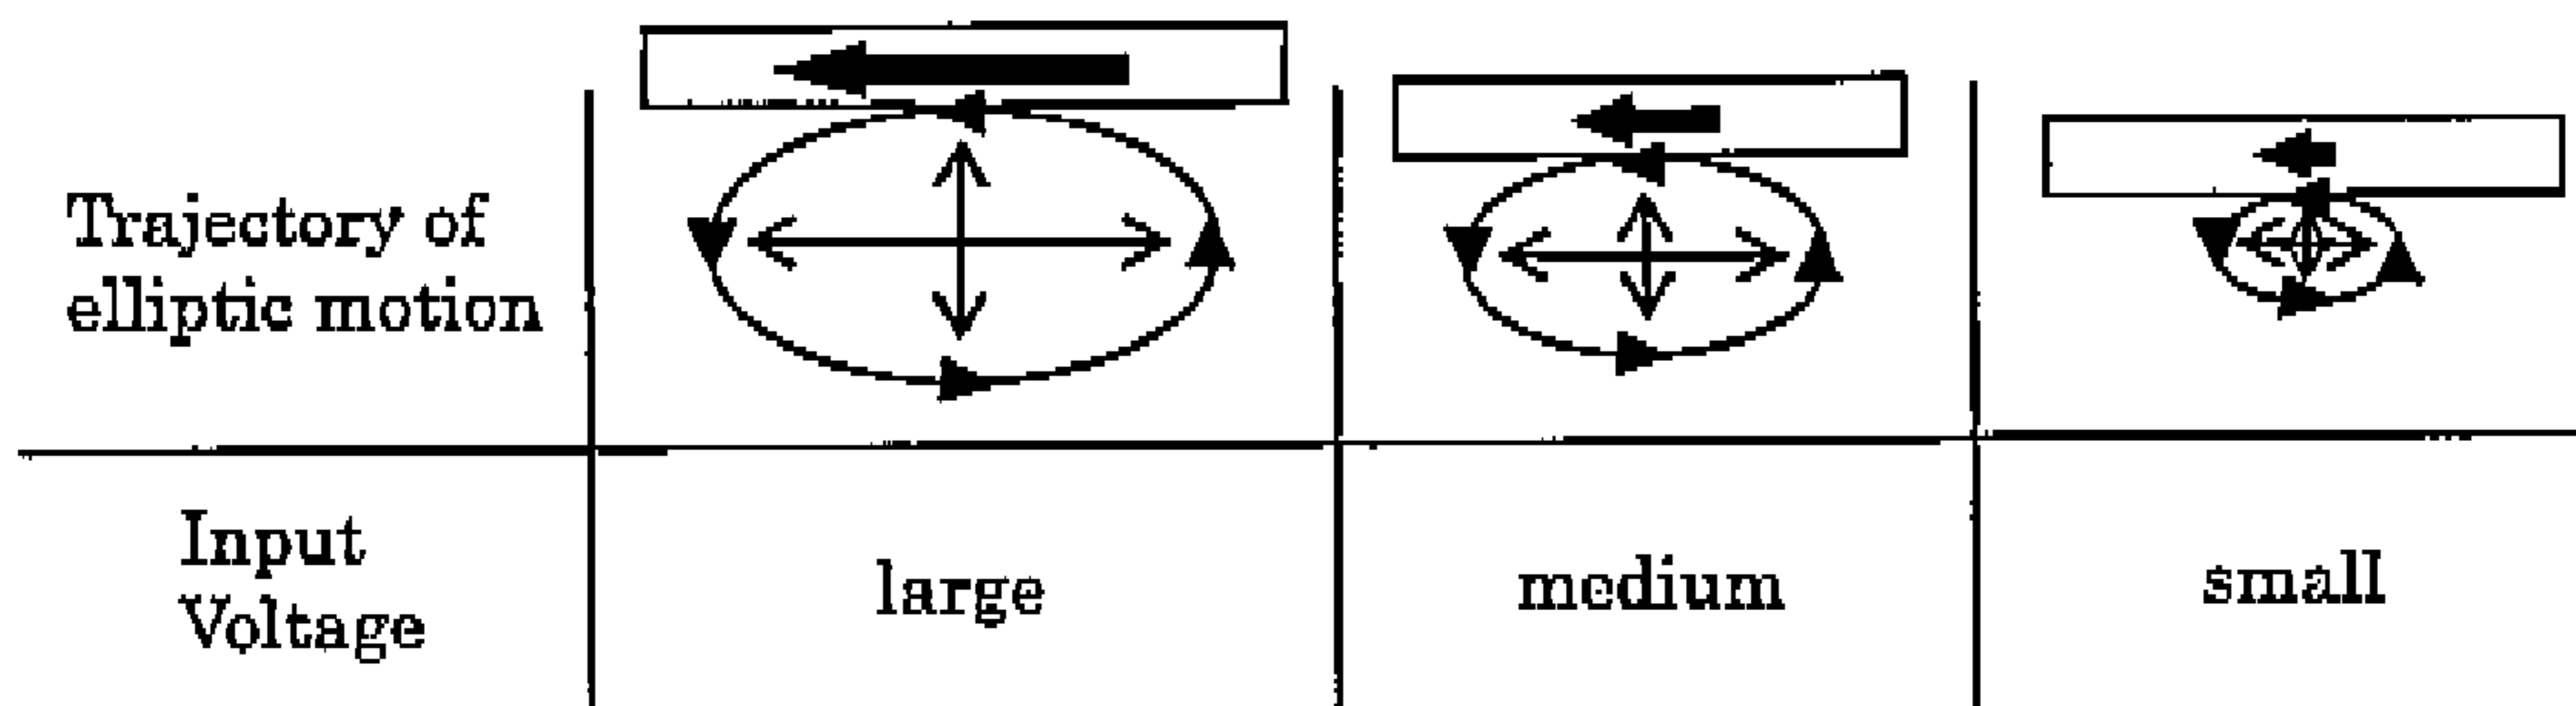 Trajectory of
elliptic motion
Input
Voltage
large
medium
small